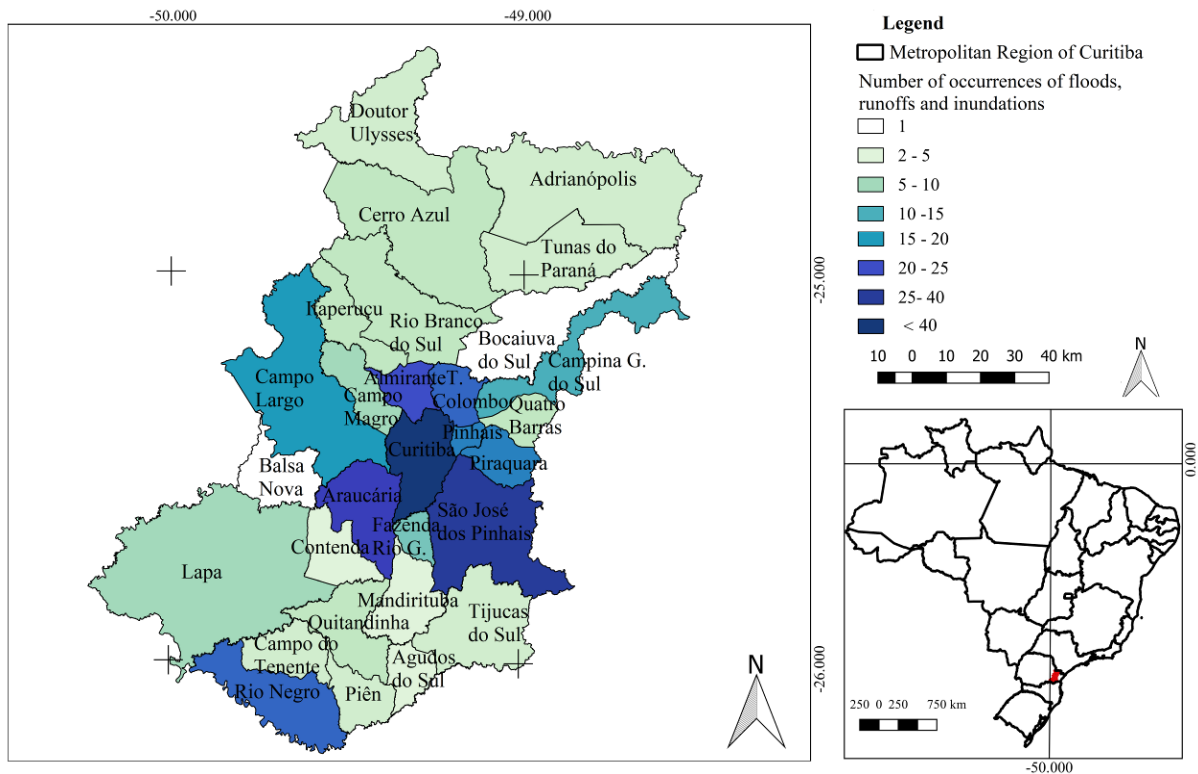 -50.000
-49.000
Doutor
Ulysses
Adrianópolis
Cerro Azul
Tunas do
Paraná
-25.000
Itaperuçu
Rio Branco
do Sul
Bocaiuva
do Sul
Campina G.
do Sul
Campo
Largo
Almirante T.
Colombo
Campo
Magro
Quatro
Barras
Pinhais
Curitiba
Piraquara
Balsa
Nova
Araucária
São José
dos Pinhais
Fazenda
Rio G.
Contenda
Lapa
Mandirituba
Quitandinha
Tijucas
do Sul
Campo do
Tenente
Agudos
do Sul
Rio Negro
Piên
-26.000
N
Legend
Metropolitan Region of Curitiba
Number of occurrences of floods,
runoffs and inundations
1
2 - 5
5 - 10
10 -15
15 - 20
20 - 25
25- 40
< 40
10 0 10 20 30 40 km
N
0.000
250 0 250 750 km
-50.000